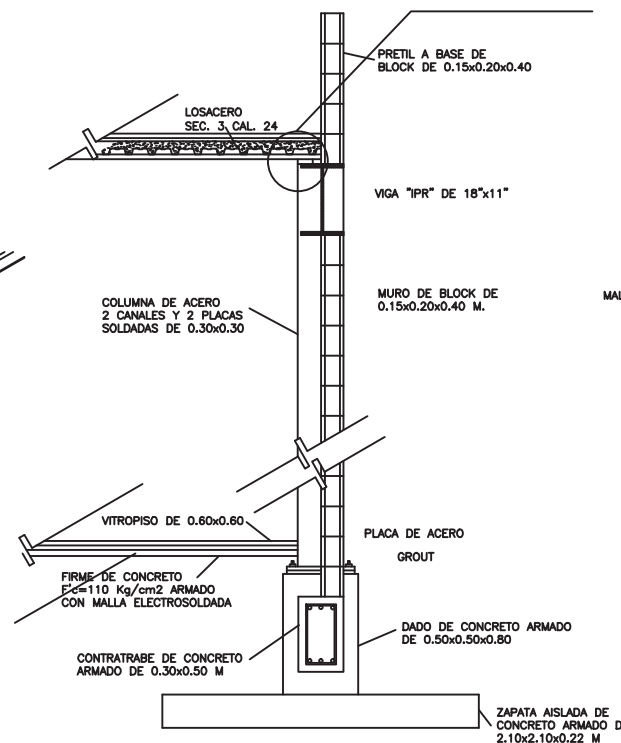 PRETIL A BASE DE
BLOCK DE 0.15x0.20x0.40
LOSACERO
SEC. 3 CAL. 24
VIGA "IPR" DE 18"x11"
MURO DE BLOCK DE
0.15x0.20x0.40 M.
MAL
COLUMNA DE ACERO
2 CANALES Y 2 PLACAS
SOLDADAS DE 0.30x0.30
VITROPISO DE 0.60x0.60
PLACA DE ACERO
GROUT
FIRME DE CONCRETO
F'c=110 Kg/cm2 ARMADO
CON MALLA ELECTROSOLDADA
DADO DE CONCRETO ARMADO
DE 0.50x0.50x0.80
CONTRATRABE DE CONCRETO
ARMADO DE 0.30x0.50 M
ZAPATA AISLADA DE
CONCRETO ARMADO D
2.10x2.10x0.22 M